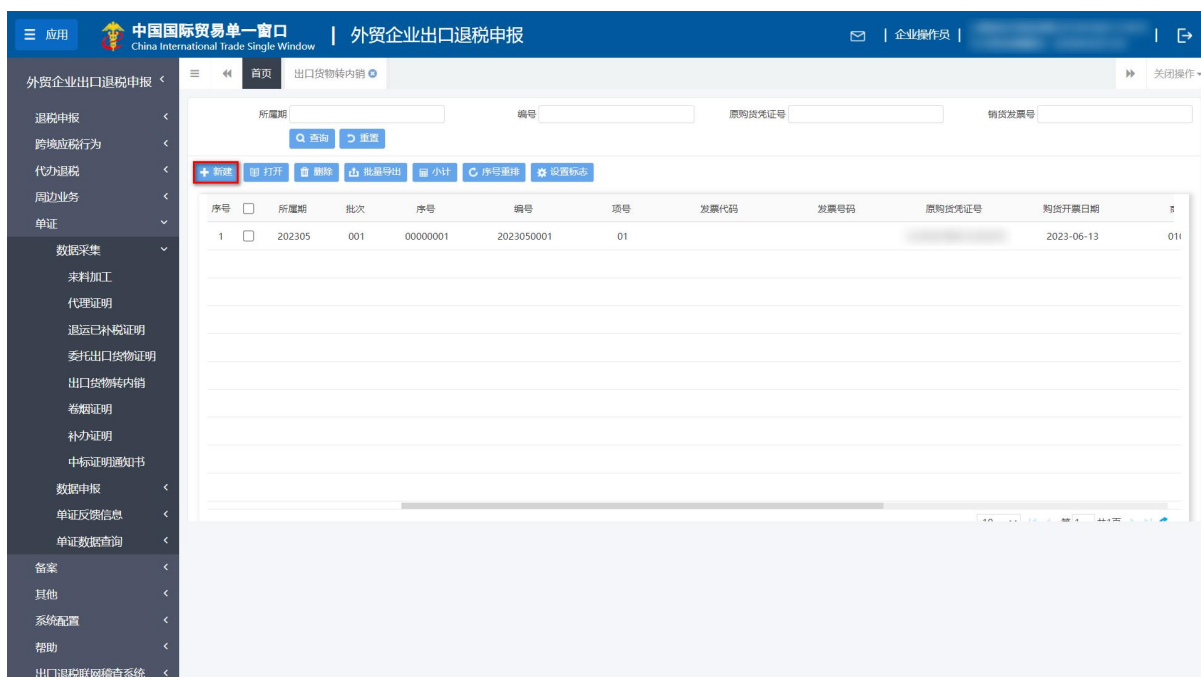 应用
中国国际贸易单一窗口
China International Trade Single Window
外贸企业出口退税申报
企业操作员
外贸企业出口退税申报
首页
出口货物转内销
关闭操作
退税申报
跨境应税行为
代办退税
周边业务
单证
数据采集
来料加工
代理证明
退运已补税证明
委托出口货物证明
出口货物转内销
卷烟证明
补办证明
中标证明通知书
数据申报
单证反馈信息
单证数据查询
备案
其他
系统配置
帮助
出口退税联网稽查系统
所属期 编号 原购货凭证号 销货发票号
查询 重置
新建 打开 删除 批量导出 小计 序号重排 设置标志
序号 所属期 批次 序号 编号 项号 发票代码 发票号码 原购货凭证号 购货开票日期
1 202305 001 00000001 2023050001 01 2023-06-13